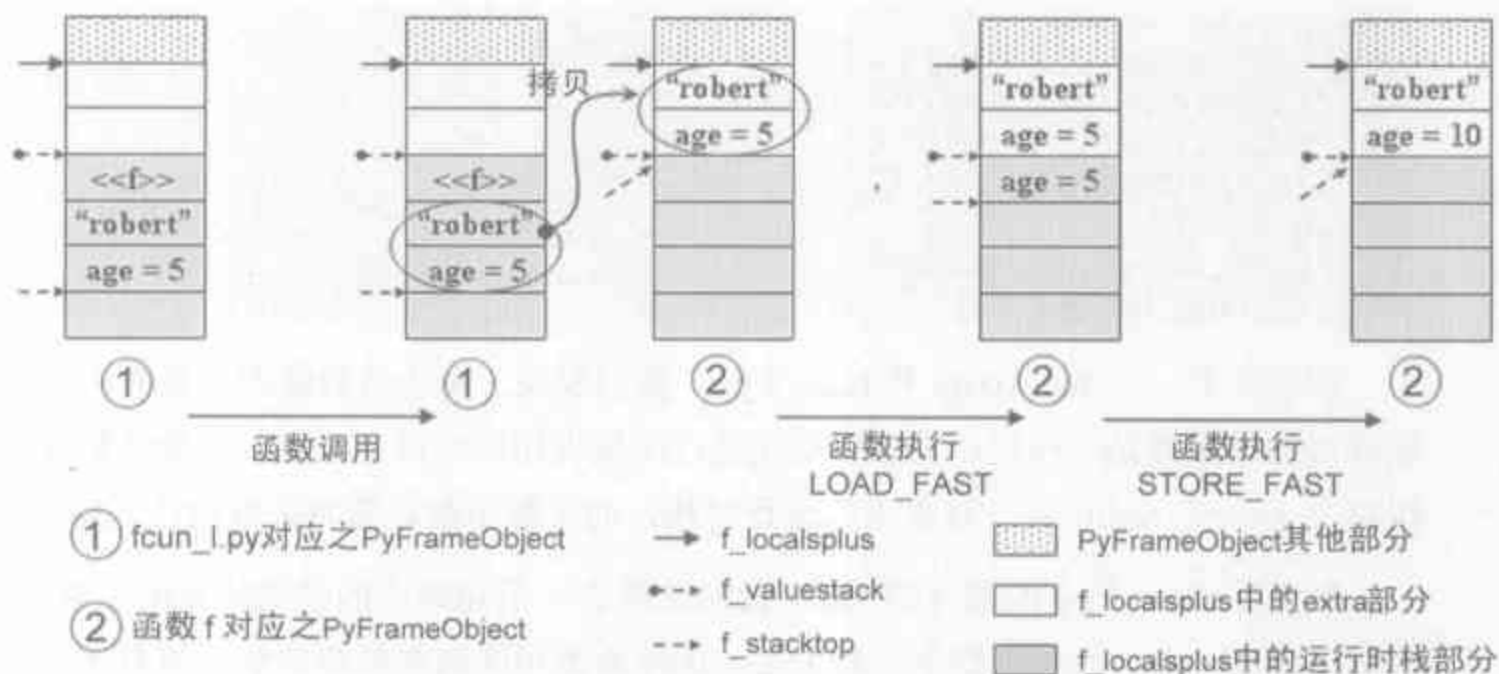 拷贝
<<f>>
“robert”
age = 5
<<f>>
“robert”
age = 5
“robert”
age = 5
“robert”
age = 5
age = 5
“robert”
age = 10
① ① ② ② ②
函数调用
函数执行
LOAD_FAST
函数执行
STORE_FAST
① fcun_l.py对应之PyFrameObject
② 函数 f 对应之PyFrameObject
f_localsplus
f_valuestack
f_stacktop
PyFrameObject其他部分
f_localsplus中的extra部分
f_localsplus中的运行时栈部分